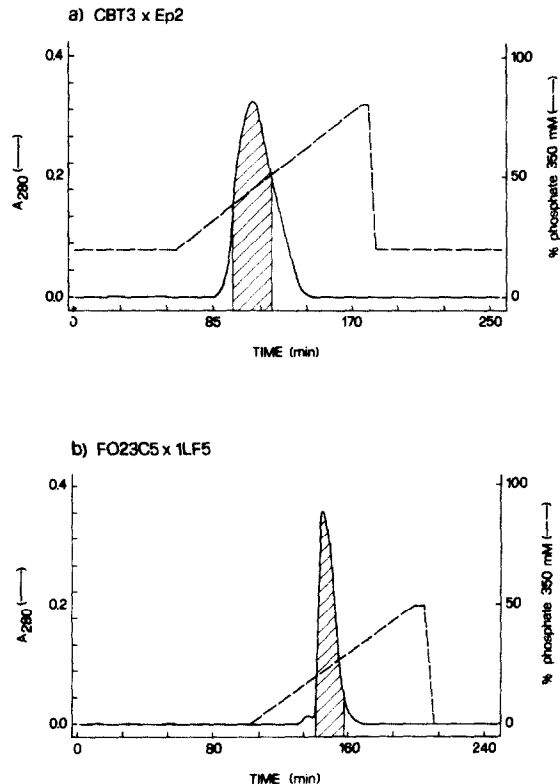 a) CBT3 x Ep2
0.4
0.2
0.0
A280 (——)
100
50
0
% phosphate 350 mM (——)
0
85
170
250
TIME (min)
b) FO23C5 x 1LF5
0.4
0.2
0.0
A280 (——)
100
50
0
% phosphate 350 mM (——)
0
80
160
240
TIME (min)